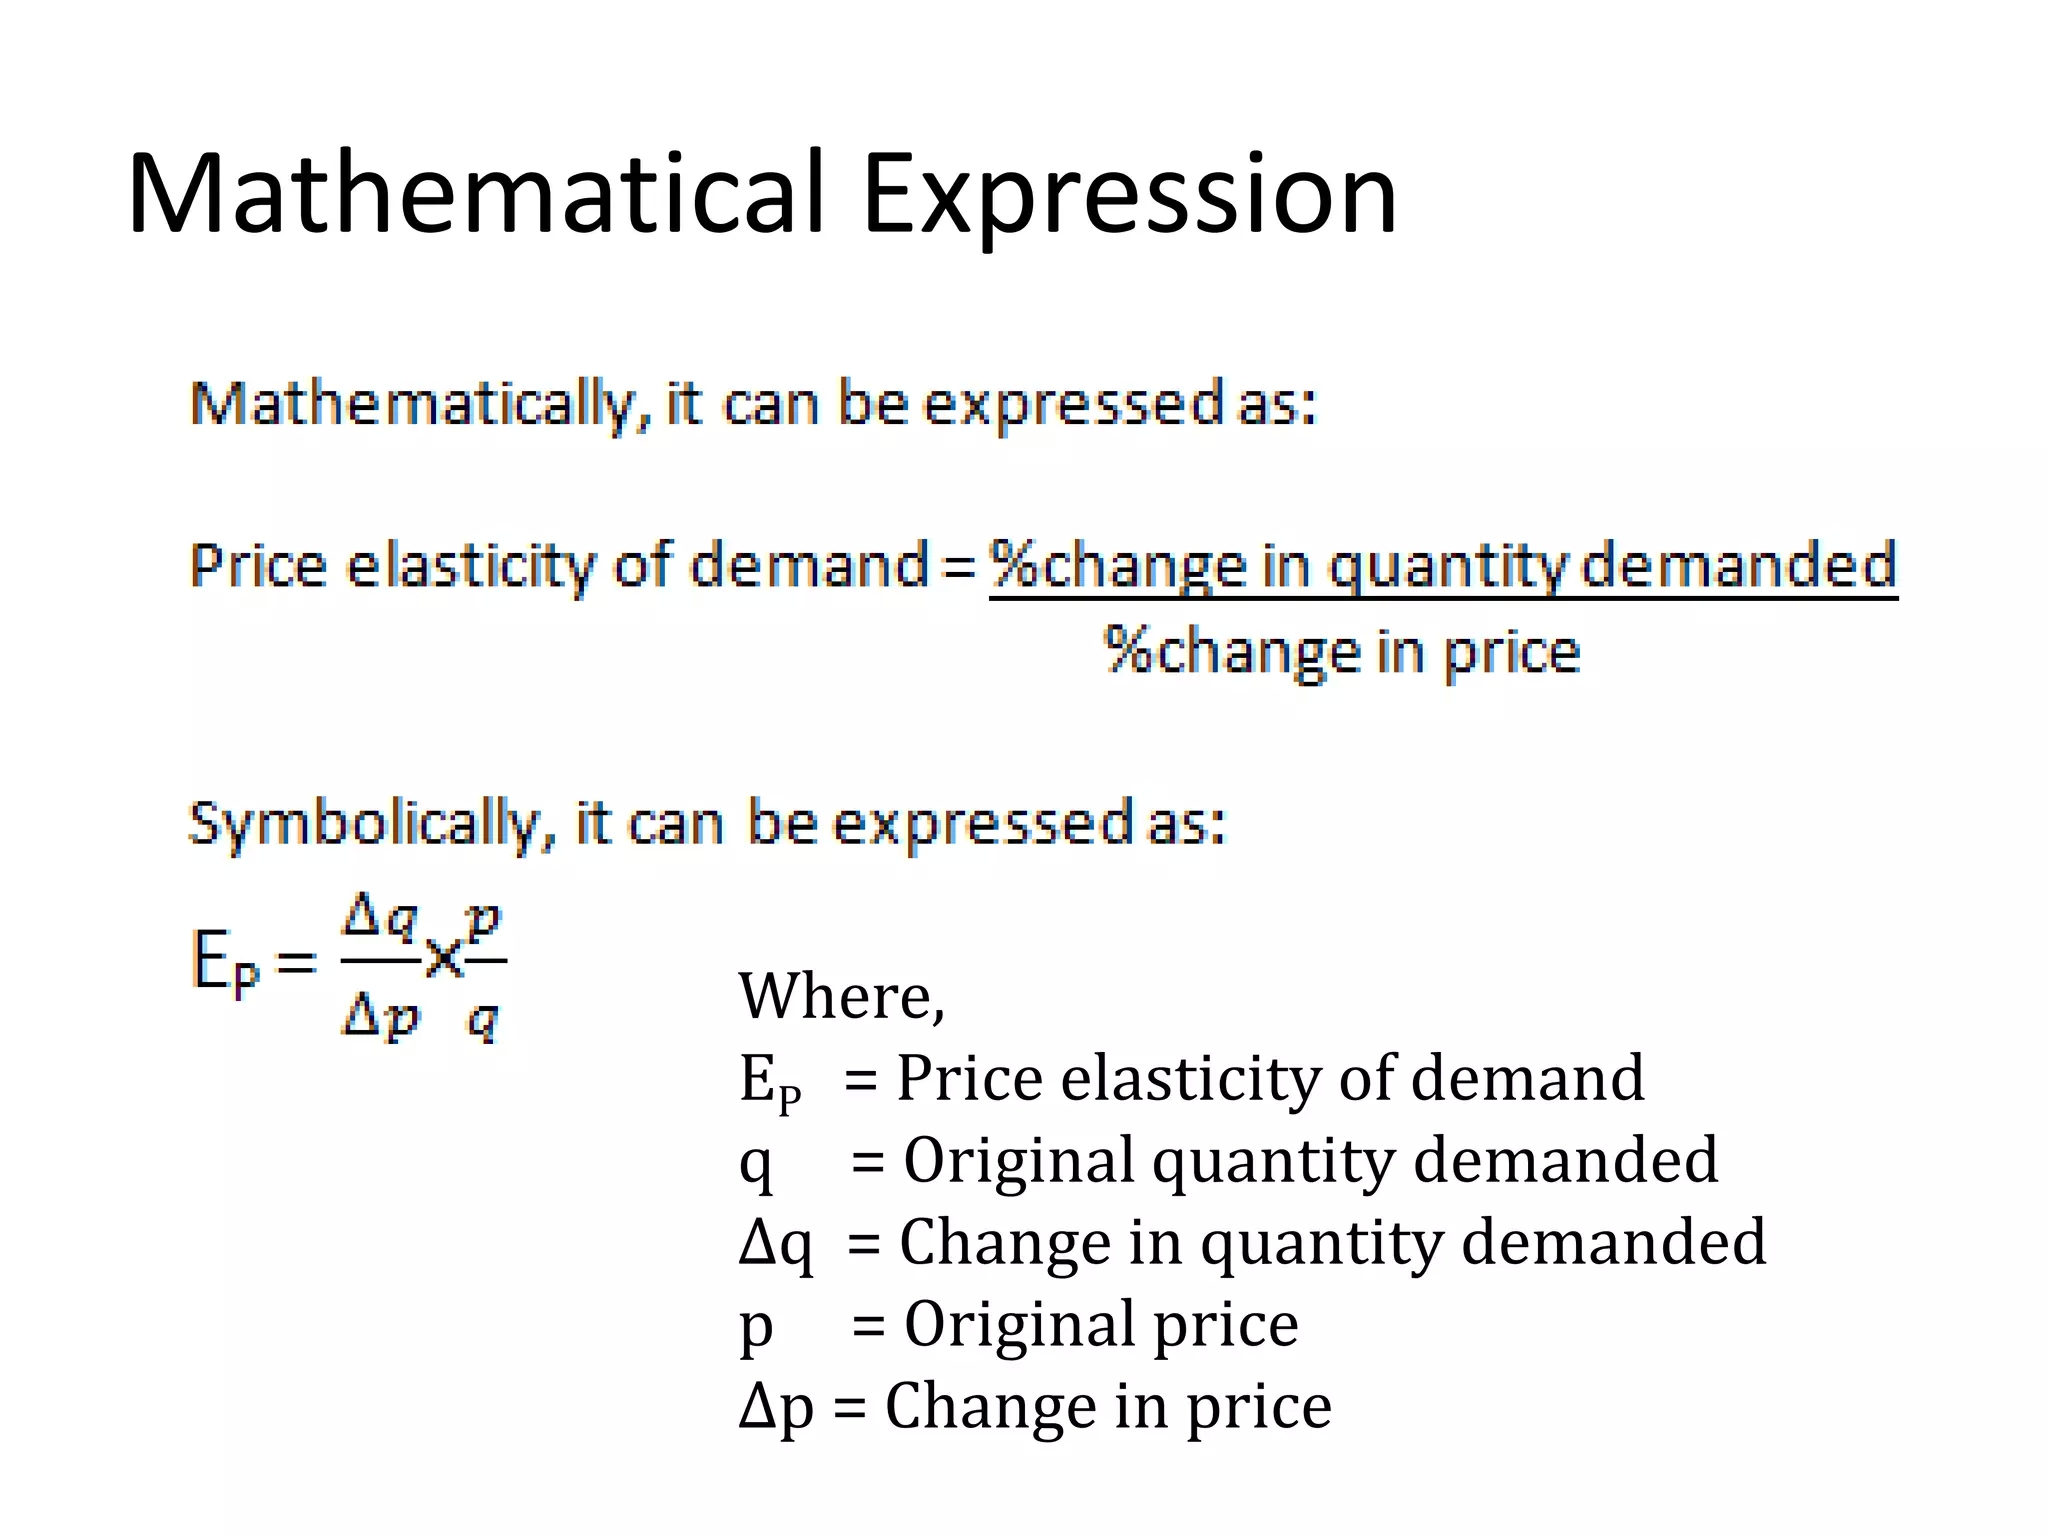 Mathematical Expression
Mathematically, it can be expressed as:
Price elasticity of demand = %change in quantity demanded
%change in price
Symbolically, it can be expressed as:
Eₚ = Δq/Δp × p/q
Where,
Eₚ = Price elasticity of demand
q = Original quantity demanded
Δq = Change in quantity demanded
p = Original price
Δp = Change in price